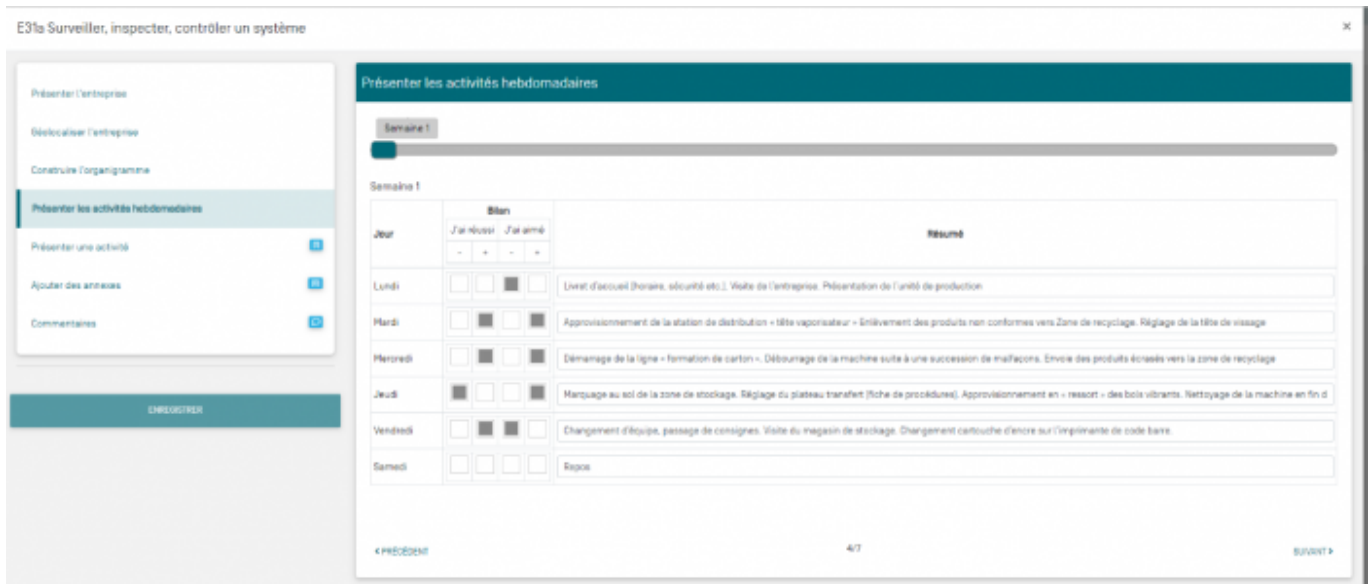 E31a Surveiller, inspecter, contrôler un système
×
Présenter l'entreprise
Géolocaliser l'entreprise
Construire l'organigramme
Présenter les activités hebdomadaires
Présenter une activité
Ajouter des annexes
Commentaires
ENREGISTRER
Présenter les activités hebdomadaires
Semaine 1
Semaine 1
Jour Bilan Résumé
J'ai réussi J'ai aimé
- + - +
Lundi Livret d'accueil (horaire, sécurité etc.). Visite de l'entreprise. Présentation de l'unité de production
Mardi Approvisionnement de la station de distribution « tête vaporisateur » Enlèvement des produits non conformes vers Zone de recyclage. Réglage de la tête de vissage
Mercredi Démarrage de la ligne « formation de carton ». Débourrage de la machine suite à une succession de malfaçons. Envoie des produits écrasés vers la zone de recyclage
Jeudi Marquage au sol de la zone de stockage. Réglage du plateau transfert (fiche de procédures). Approvisionnement en « ressort » des bols vibrants. Nettoyage de la machine en fin d
Vendredi Changement d'équipe, passage de consignes. Visite du magasin de stockage. Changement cartouche d'encre sur l'imprimante de code barre.
Samedi Repos
< PRÉCÉDENT 4/7 SUIVANT >